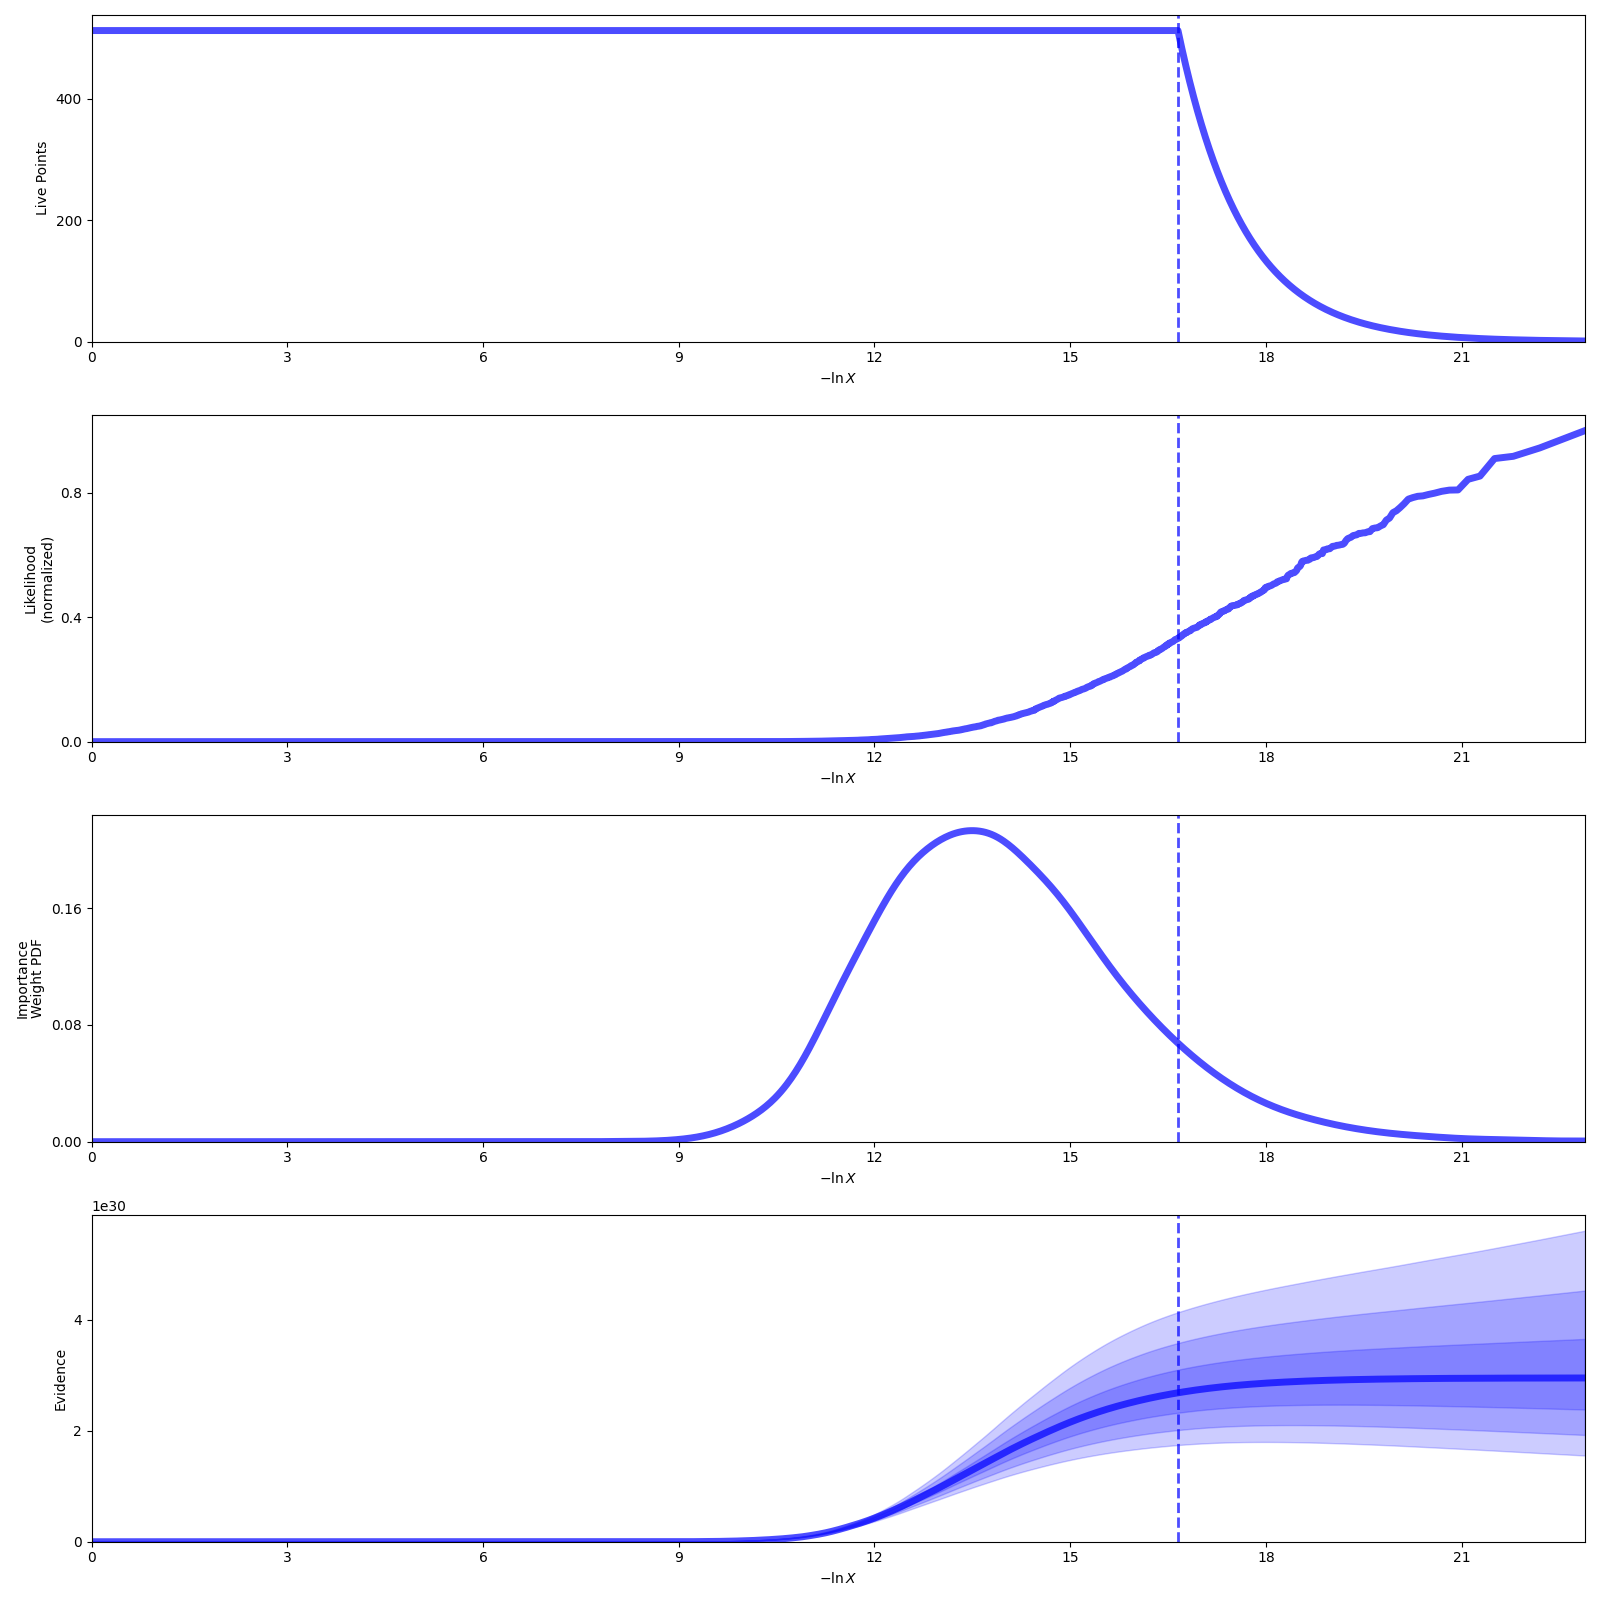 400
200
0
Live Points
0 3 6 9 12 15 18 21
−ln X
0.8
0.4
0.0
Likelihood
(normalized)
0 3 6 9 12 15 18 21
−ln X
0.16
0.08
0.00
Importance
Weight PDF
0 3 6 9 12 15 18 21
−ln X
1e30
4
2
0
Evidence
0 3 6 9 12 15 18 21
−ln X